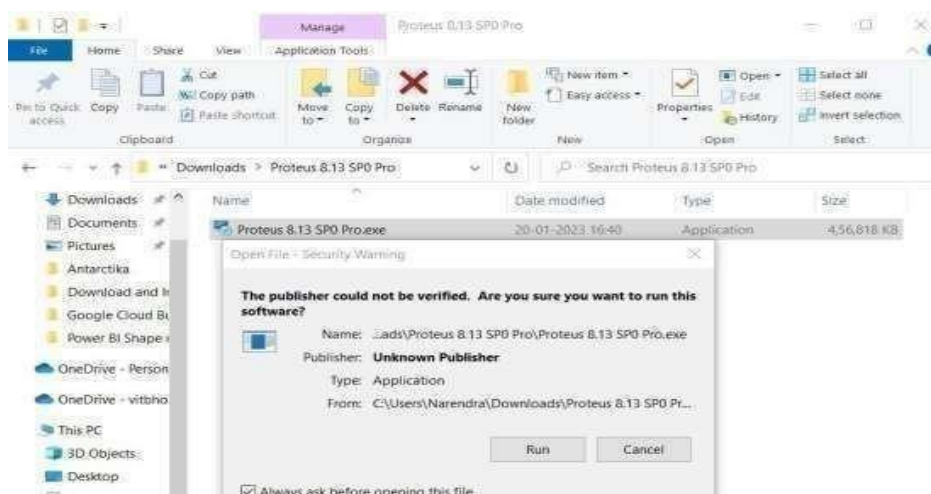 Manage
Proteus 8.13 SP0 Pro
File Home Share View Application Tools
Pin to Quick access
Copy
Paste
Cut
Copy path
Paste shortcut
Move to
Copy to
Delete
Rename
New folder
New item
Easy access
Properties
Open
Edit
History
Select all
Select none
Invert selection
Clipboard Organize New Open Select
Downloads > Proteus 8.13 SP0 Pro
Search Proteus 8.13 SP0 Pro
Downloads
Documents
Pictures
Antarctika
Download and
Google Cloud
Power BI Shape
OneDrive - Person
OneDrive - vitbho
This PC
3D Objects
Desktop
Name Date modified Type Size
Proteus 8.13 SP0 Pro.exe 20-01-2023 16:40 Application 4,56,818 KB
Open File - Security Warning
The publisher could not be verified. Are you sure you want to run this
software?
Name: ...ads\Proteus 8.13 SP0 Pro\Proteus 8.13 SP0 Pro.exe
Publisher: Unknown Publisher
Type: Application
From: C:\Users\Narendra\Downloads\Proteus 8.13 SP0 Pr...
Run Cancel
Always ask before opening this file